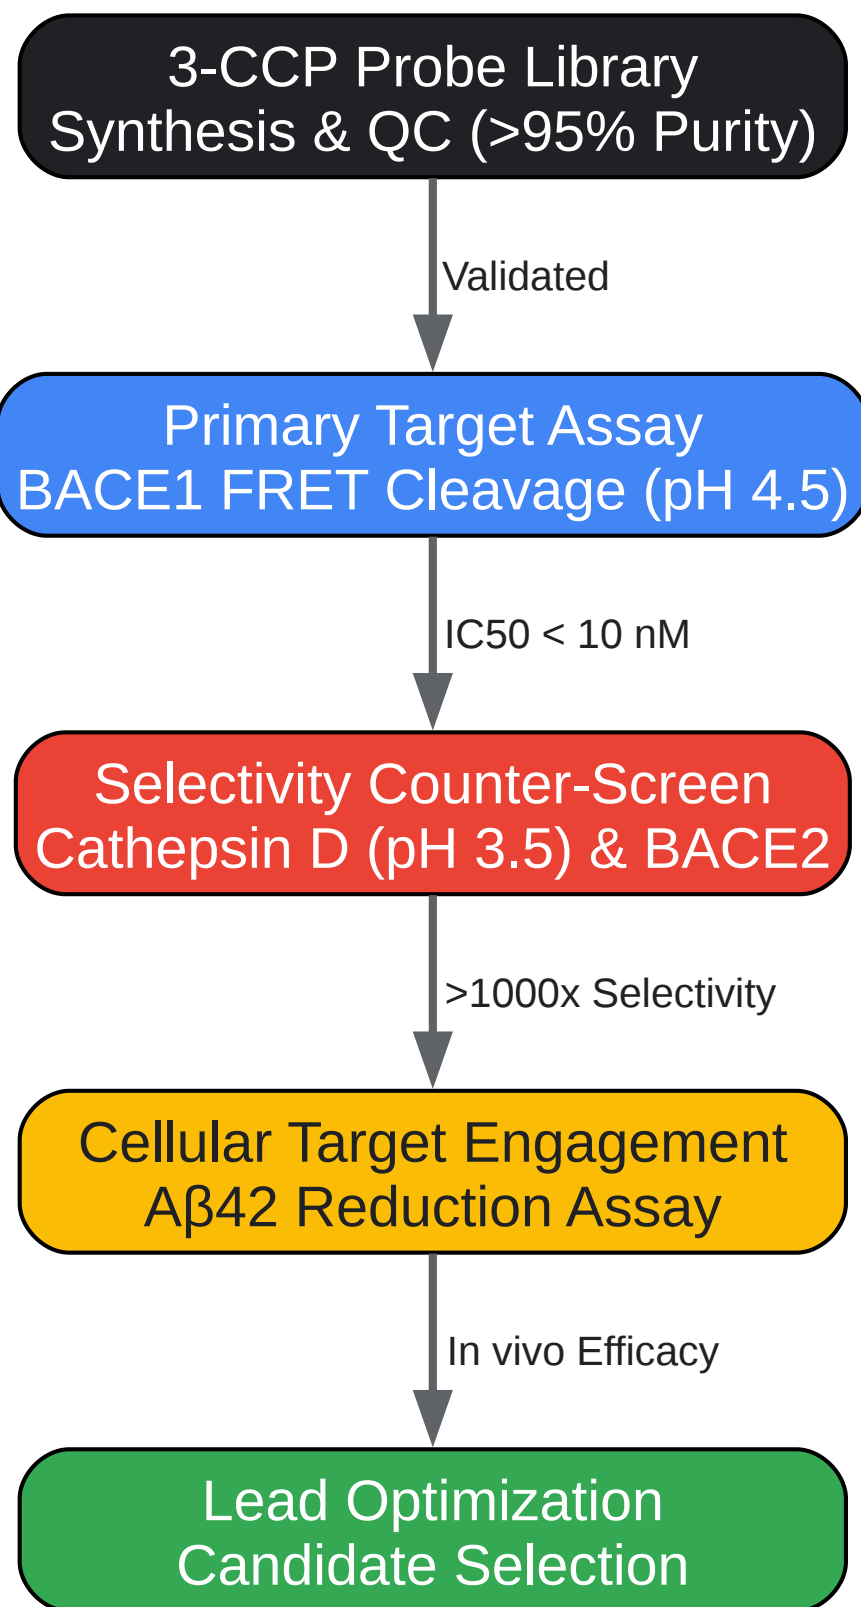 3-CCP Probe Library
Synthesis & QC (>95% Purity)
Validated
Primary Target Assay
BACE1 FRET Cleavage (pH 4.5)
IC50 < 10 nM
Selectivity Counter-Screen
Cathepsin D (pH 3.5) & BACE2
>1000x Selectivity
Cellular Target Engagement
Aβ42 Reduction Assay
In vivo Efficacy
Lead Optimization
Candidate Selection